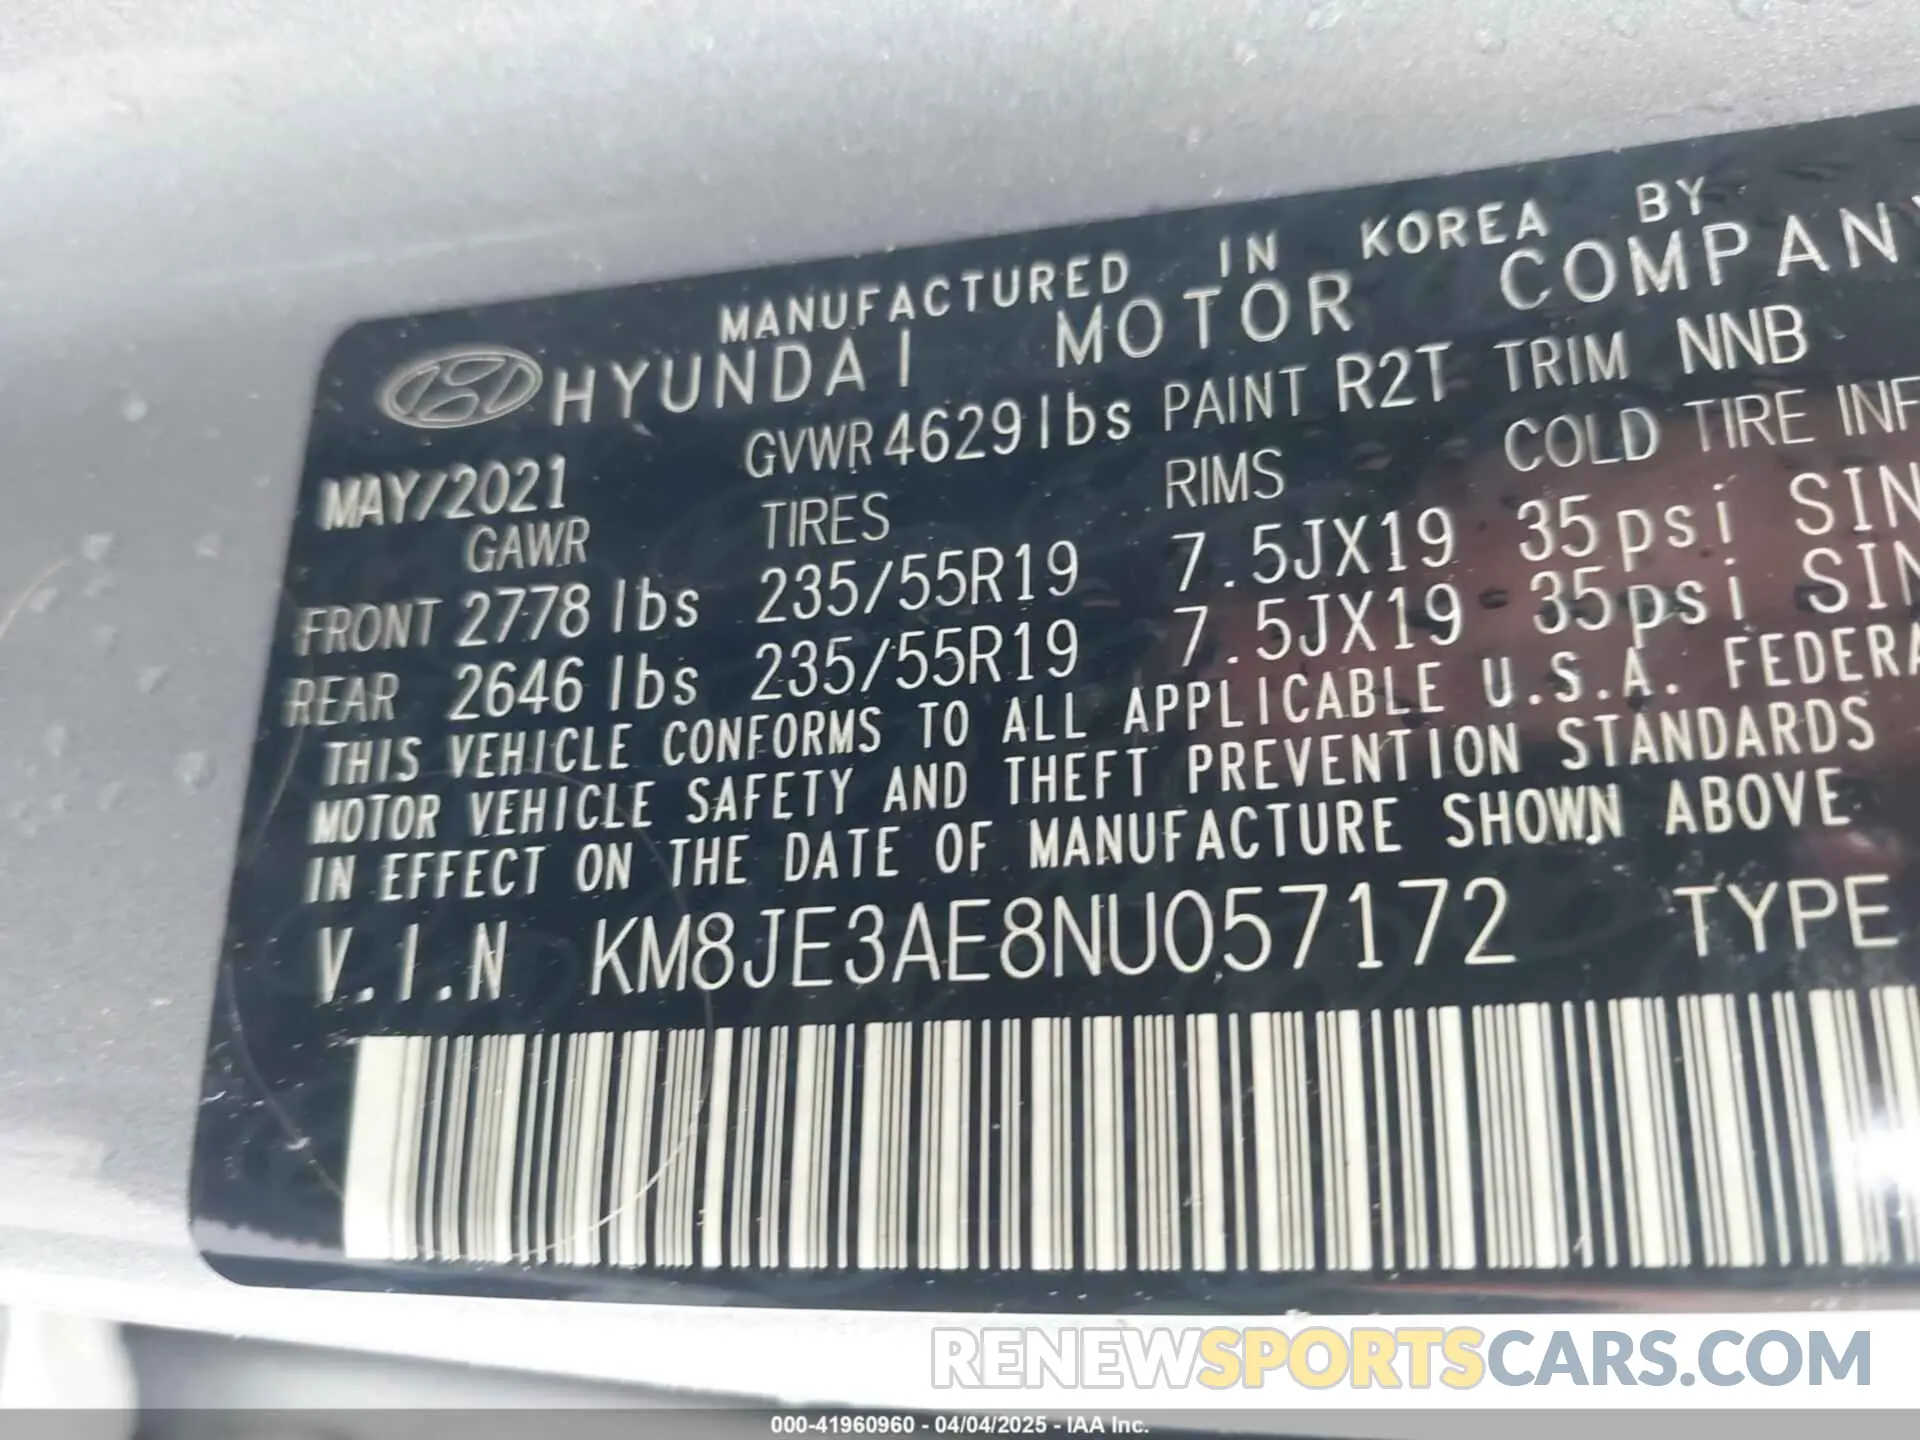 MANUFACTURED IN KOREA BY
HYUNDAI MOTOR COMPANY
MAY/2021 GVWR 4629lbs PAINT R2T TRIM NNB
GAWR TIRES RIMS COLD TIRE INF
FRONT 2778 lbs 235/55R19 7.5JX19 35psi SIN
REAR 2646 lbs 235/55R19 7.5JX19 35psi SIN
THIS VEHICLE CONFORMS TO ALL APPLICABLE U.S.A. FEDERA
MOTOR VEHICLE SAFETY AND THEFT PREVENTION STANDARDS
IN EFFECT ON THE DATE OF MANUFACTURE SHOWN ABOVE
V.I.N KM8JE3AE8NU057172 TYPE
RENEWSPORTSCARS.COM
000-41960960 - 04/04/2025 - IAA Inc.